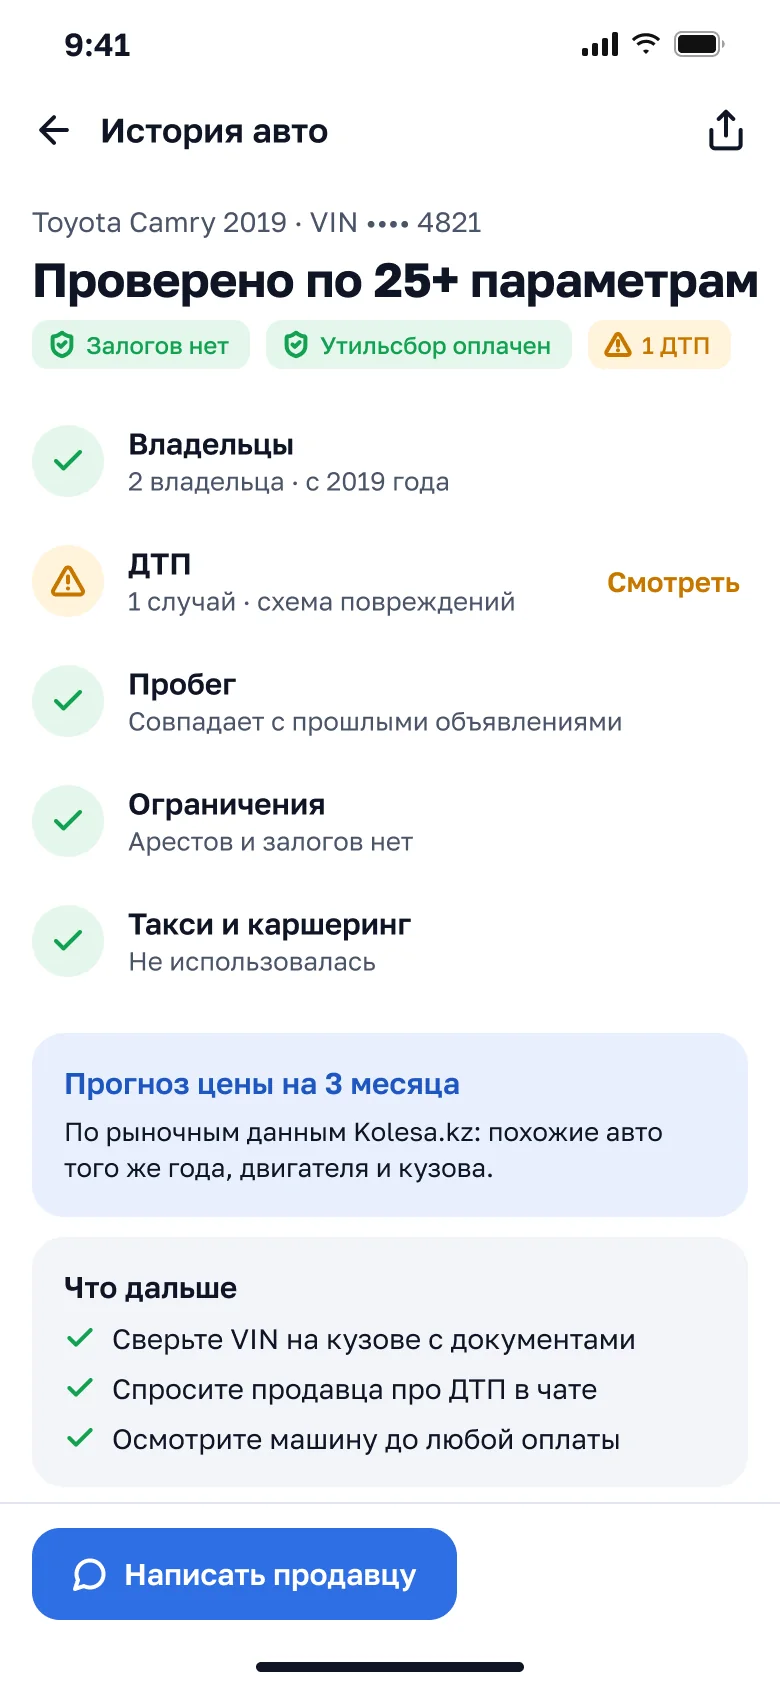 9:41
История авто
Toyota Camry 2019 · VIN •••• 4821
Проверено по 25+ параметрам
Залогов нет
Утильсбор оплачен
1 ДТП
Владельцы
2 владельца · с 2019 года
ДТП
1 случай · схема повреждений
Смотреть
Пробег
Совпадает с прошлыми объявлениями
Ограничения
Арестов и залогов нет
Такси и каршеринг
Не использовалась
Прогноз цены на 3 месяца
По рыночным данным Kolesa.kz: похожие авто
того же года, двигателя и кузова.
Что дальше
Сверьте VIN на кузове с документами
Спросите продавца про ДТП в чате
Осмотрите машину до любой оплаты
Написать продавцу